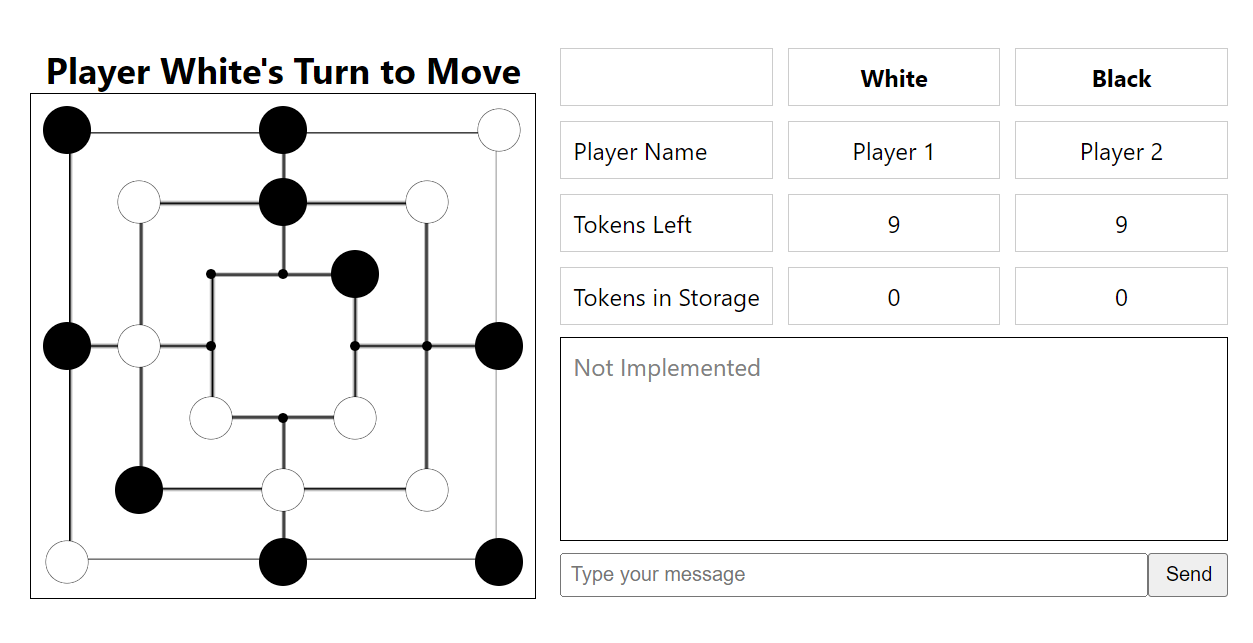 Player White's Turn to Move
White Black
Player Name Player 1 Player 2
Tokens Left 9 9
Tokens in Storage 0 0
Not Implemented
Type your message Send